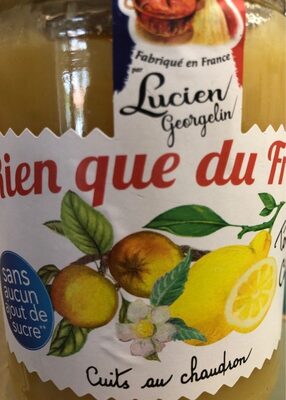 Fabriqué en France
par
Lucien
Georgelin
Rien que du Fr
sans
aucun
ajout de
sucre**
Cuits au chaudron